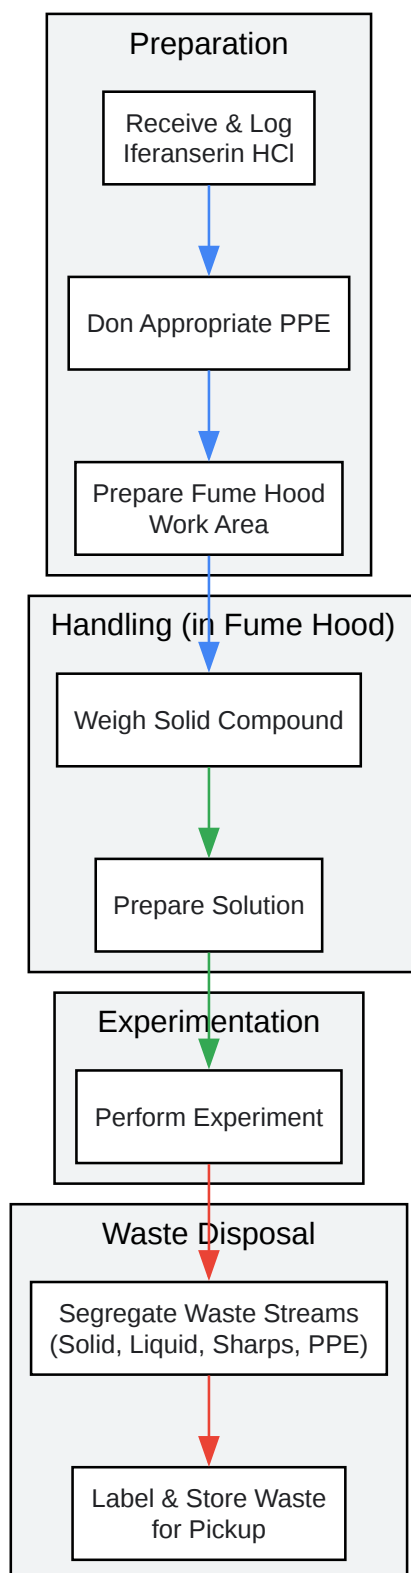 Preparation
Receive & Log
Iferanserin HCl
Don Appropriate PPE
Prepare Fume Hood
Work Area
Handling (in Fume Hood)
Weigh Solid Compound
Prepare Solution
Experimentation
Perform Experiment
Waste Disposal
Segregate Waste Streams
(Solid, Liquid, Sharps, PPE)
Label & Store Waste
for Pickup